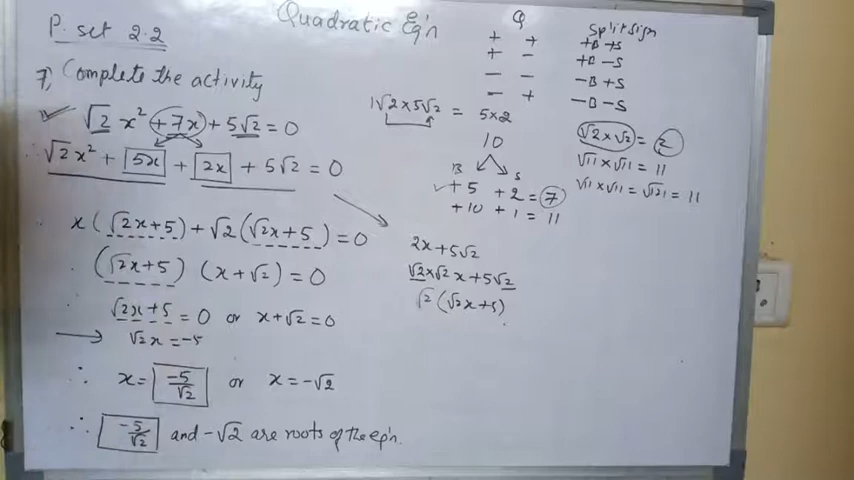 Quadratic Eq'n
P. set 2.2
7) Complete the activity
√2 x² + 7x + 5√2 = 0
∴ √2x² + 5x + 2x + 5√2 = 0
x (√2x+5) + √2 (√2x+5) = 0
∴ (√2x+5) (x+√2) = 0
∴ √2x+5 = 0 or x+√2 = 0
√2x = -5
∴ x = -5/√2 or x = -√2
∴ -5/√2 and -√2 are roots of the eq'n.
1√2 × 5√2 = 5×2
10
B S
+5 +2 = 7
+10 +1 = 11
2x + 5√2
√2×√2 x + 5√2
√2 (√2x+5)
Q
+ +
+ -
- -
- +
Split sign
+B +S
+B -S
-B +S
-B -S
√2 × √2 = 2
√11 × √11 = 11
√11 × √11 = √121 = 11